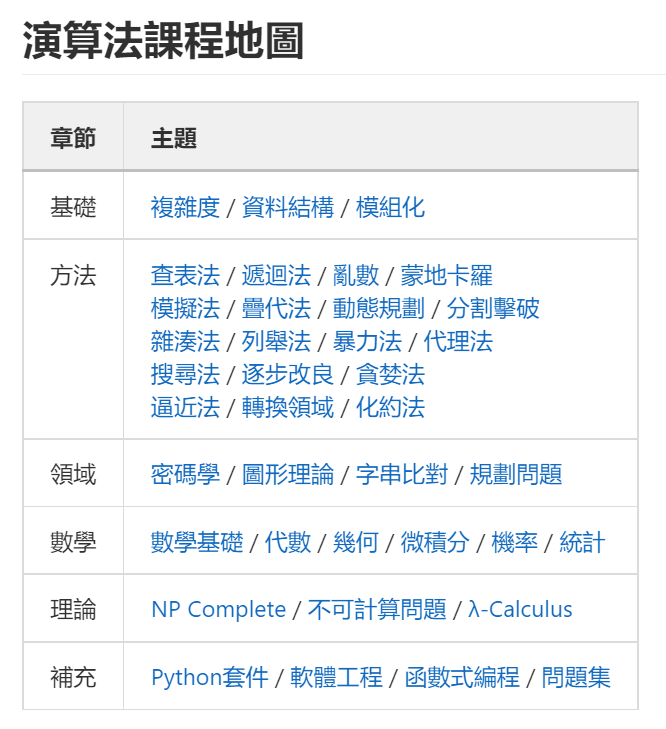 演算法課程地圖
章節 主題
基礎 複雜度 / 資料結構 / 模組化
方法 查表法 / 遞迴法 / 亂數 / 蒙地卡羅
模擬法 / 疊代法 / 動態規劃 / 分割擊破
雜湊法 / 列舉法 / 暴力法 / 代理法
搜尋法 / 逐步改良 / 貪婪法
逼近法 / 轉換領域 / 化約法
領域 密碼學 / 圖形理論 / 字串比對 / 規劃問題
數學 數學基礎 / 代數 / 幾何 / 微積分 / 機率 / 統計
理論 NP Complete / 不可計算問題 / λ-Calculus
補充 Python套件 / 軟體工程 / 函數式編程 / 問題集